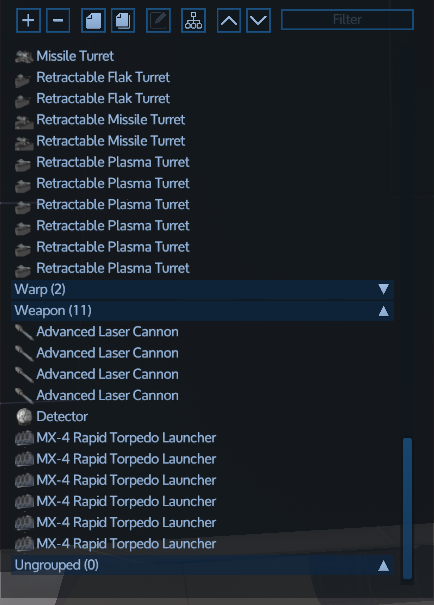 Filter
Missile Turret
Retractable Flak Turret
Retractable Flak Turret
Retractable Missile Turret
Retractable Missile Turret
Retractable Plasma Turret
Retractable Plasma Turret
Retractable Plasma Turret
Retractable Plasma Turret
Retractable Plasma Turret
Retractable Plasma Turret
Warp (2)
Weapon (11)
Advanced Laser Cannon
Advanced Laser Cannon
Advanced Laser Cannon
Advanced Laser Cannon
Detector
MX-4 Rapid Torpedo Launcher
MX-4 Rapid Torpedo Launcher
MX-4 Rapid Torpedo Launcher
MX-4 Rapid Torpedo Launcher
MX-4 Rapid Torpedo Launcher
MX-4 Rapid Torpedo Launcher
Ungrouped (0)